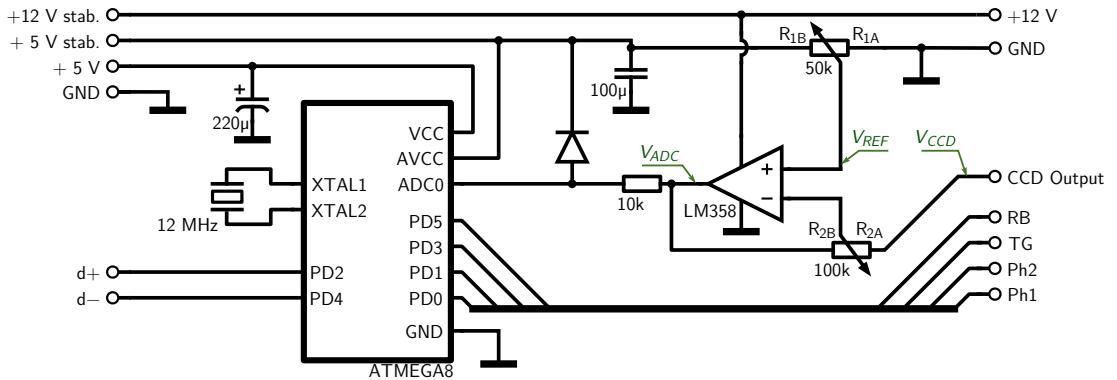 +12 V stab.
+12 V
+ 5 V stab.
R1B
R1A
GND
+ 5 V
50k
GND
+
220µ
100µ
VCC
AVCC
ADC0
VADC
VREF
VCCD
XTAL1
XTAL2
12 MHz
10k
+
−
LM358
CCD Output
PD5
PD3
PD1
PD0
R2B
R2A
100k
RB
TG
Ph2
Ph1
d+
PD2
d−
PD4
GND
ATMEGA8